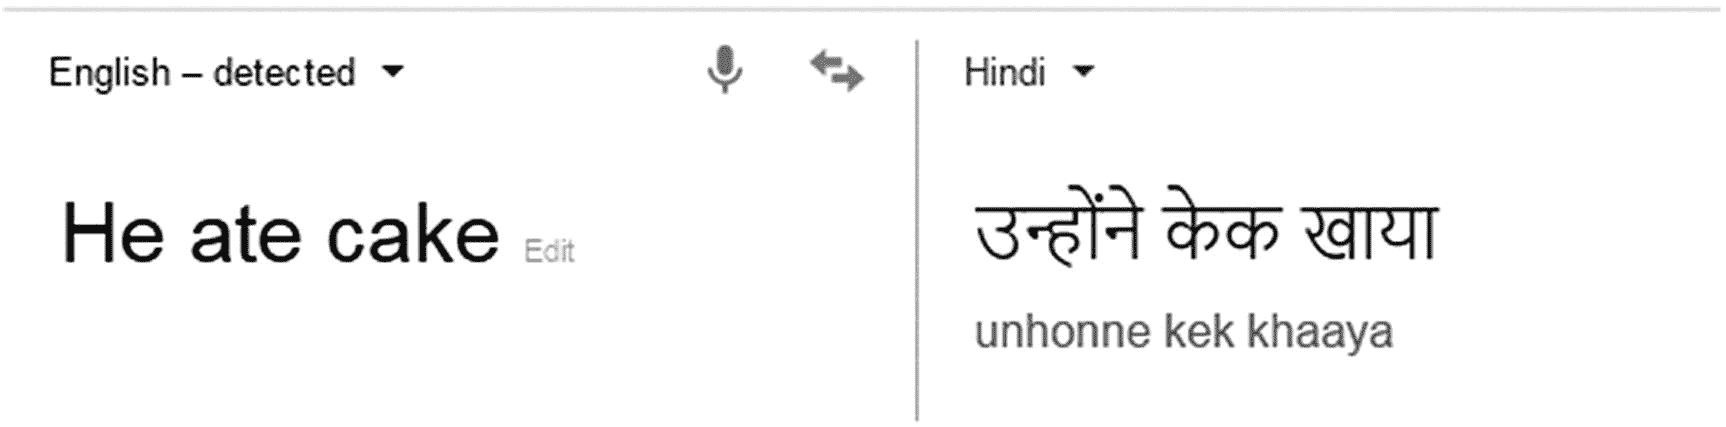 English – detected
Hindi
He ate cake Edit
उन्होंने केक खाया
unhonne kek khaaya